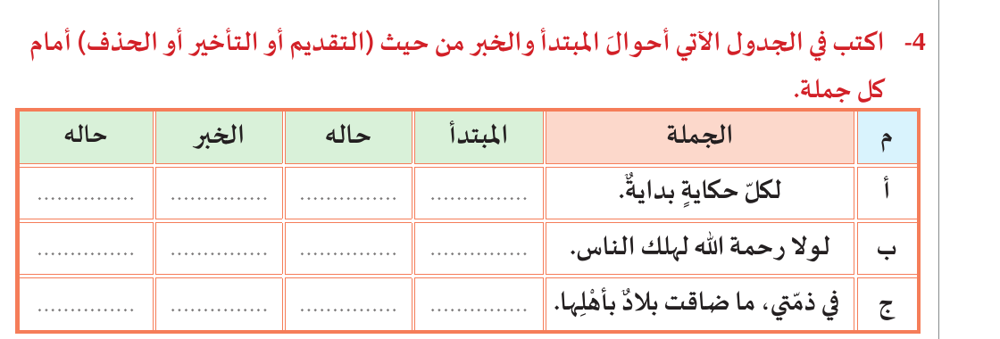 4- اكتب في الجدول الآتي أحوالَ المبتدأ والخبر من حيث (التقديم أو التأخير أو الحذف) أمام
كل جملة.
م الجملة المبتدأ حاله الخبر حاله
أ لكلّ حكايةٍ بدايةٌ. ............... ............... ............... ...............
ب لولا رحمة الله لهلك الناس. ............... ............... ............... ...............
ج في ذمّتي، ما ضاقت بلادٌ بأهْلِها. ............... ............... ............... ...............